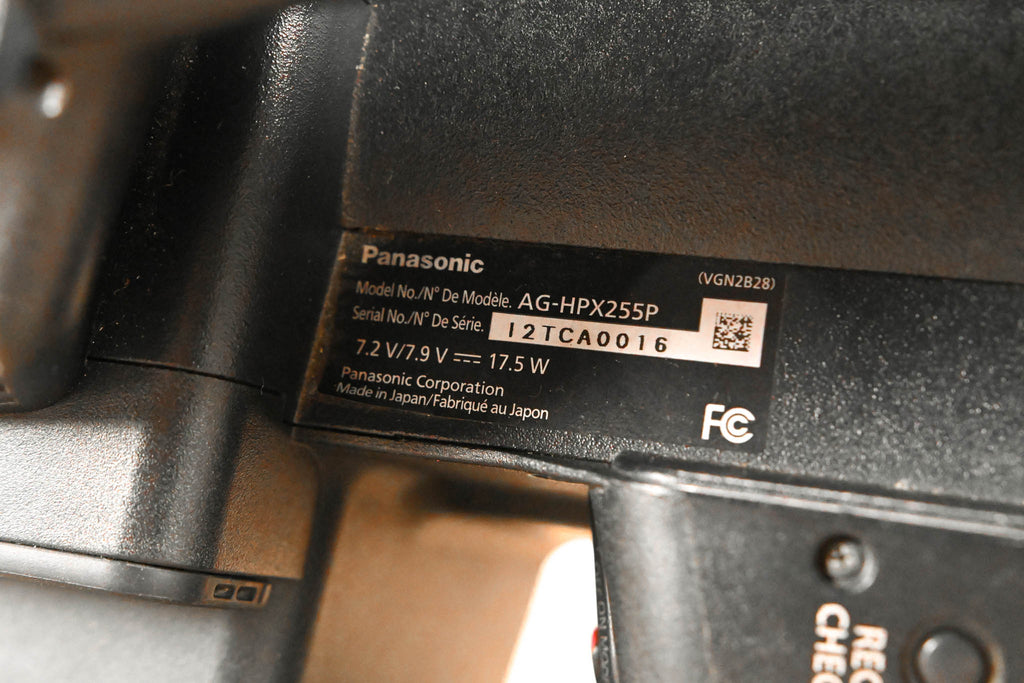 Panasonic
(VGN2B28)
Model No./N° De Modèle. AG-HPX255P
Serial No./N° De Série. I2TCA0016
7.2 V/7.9 V ⎓ 17.5 W
Panasonic Corporation
Made in Japan/Fabriqué au Japon
FC
REC
CHEC